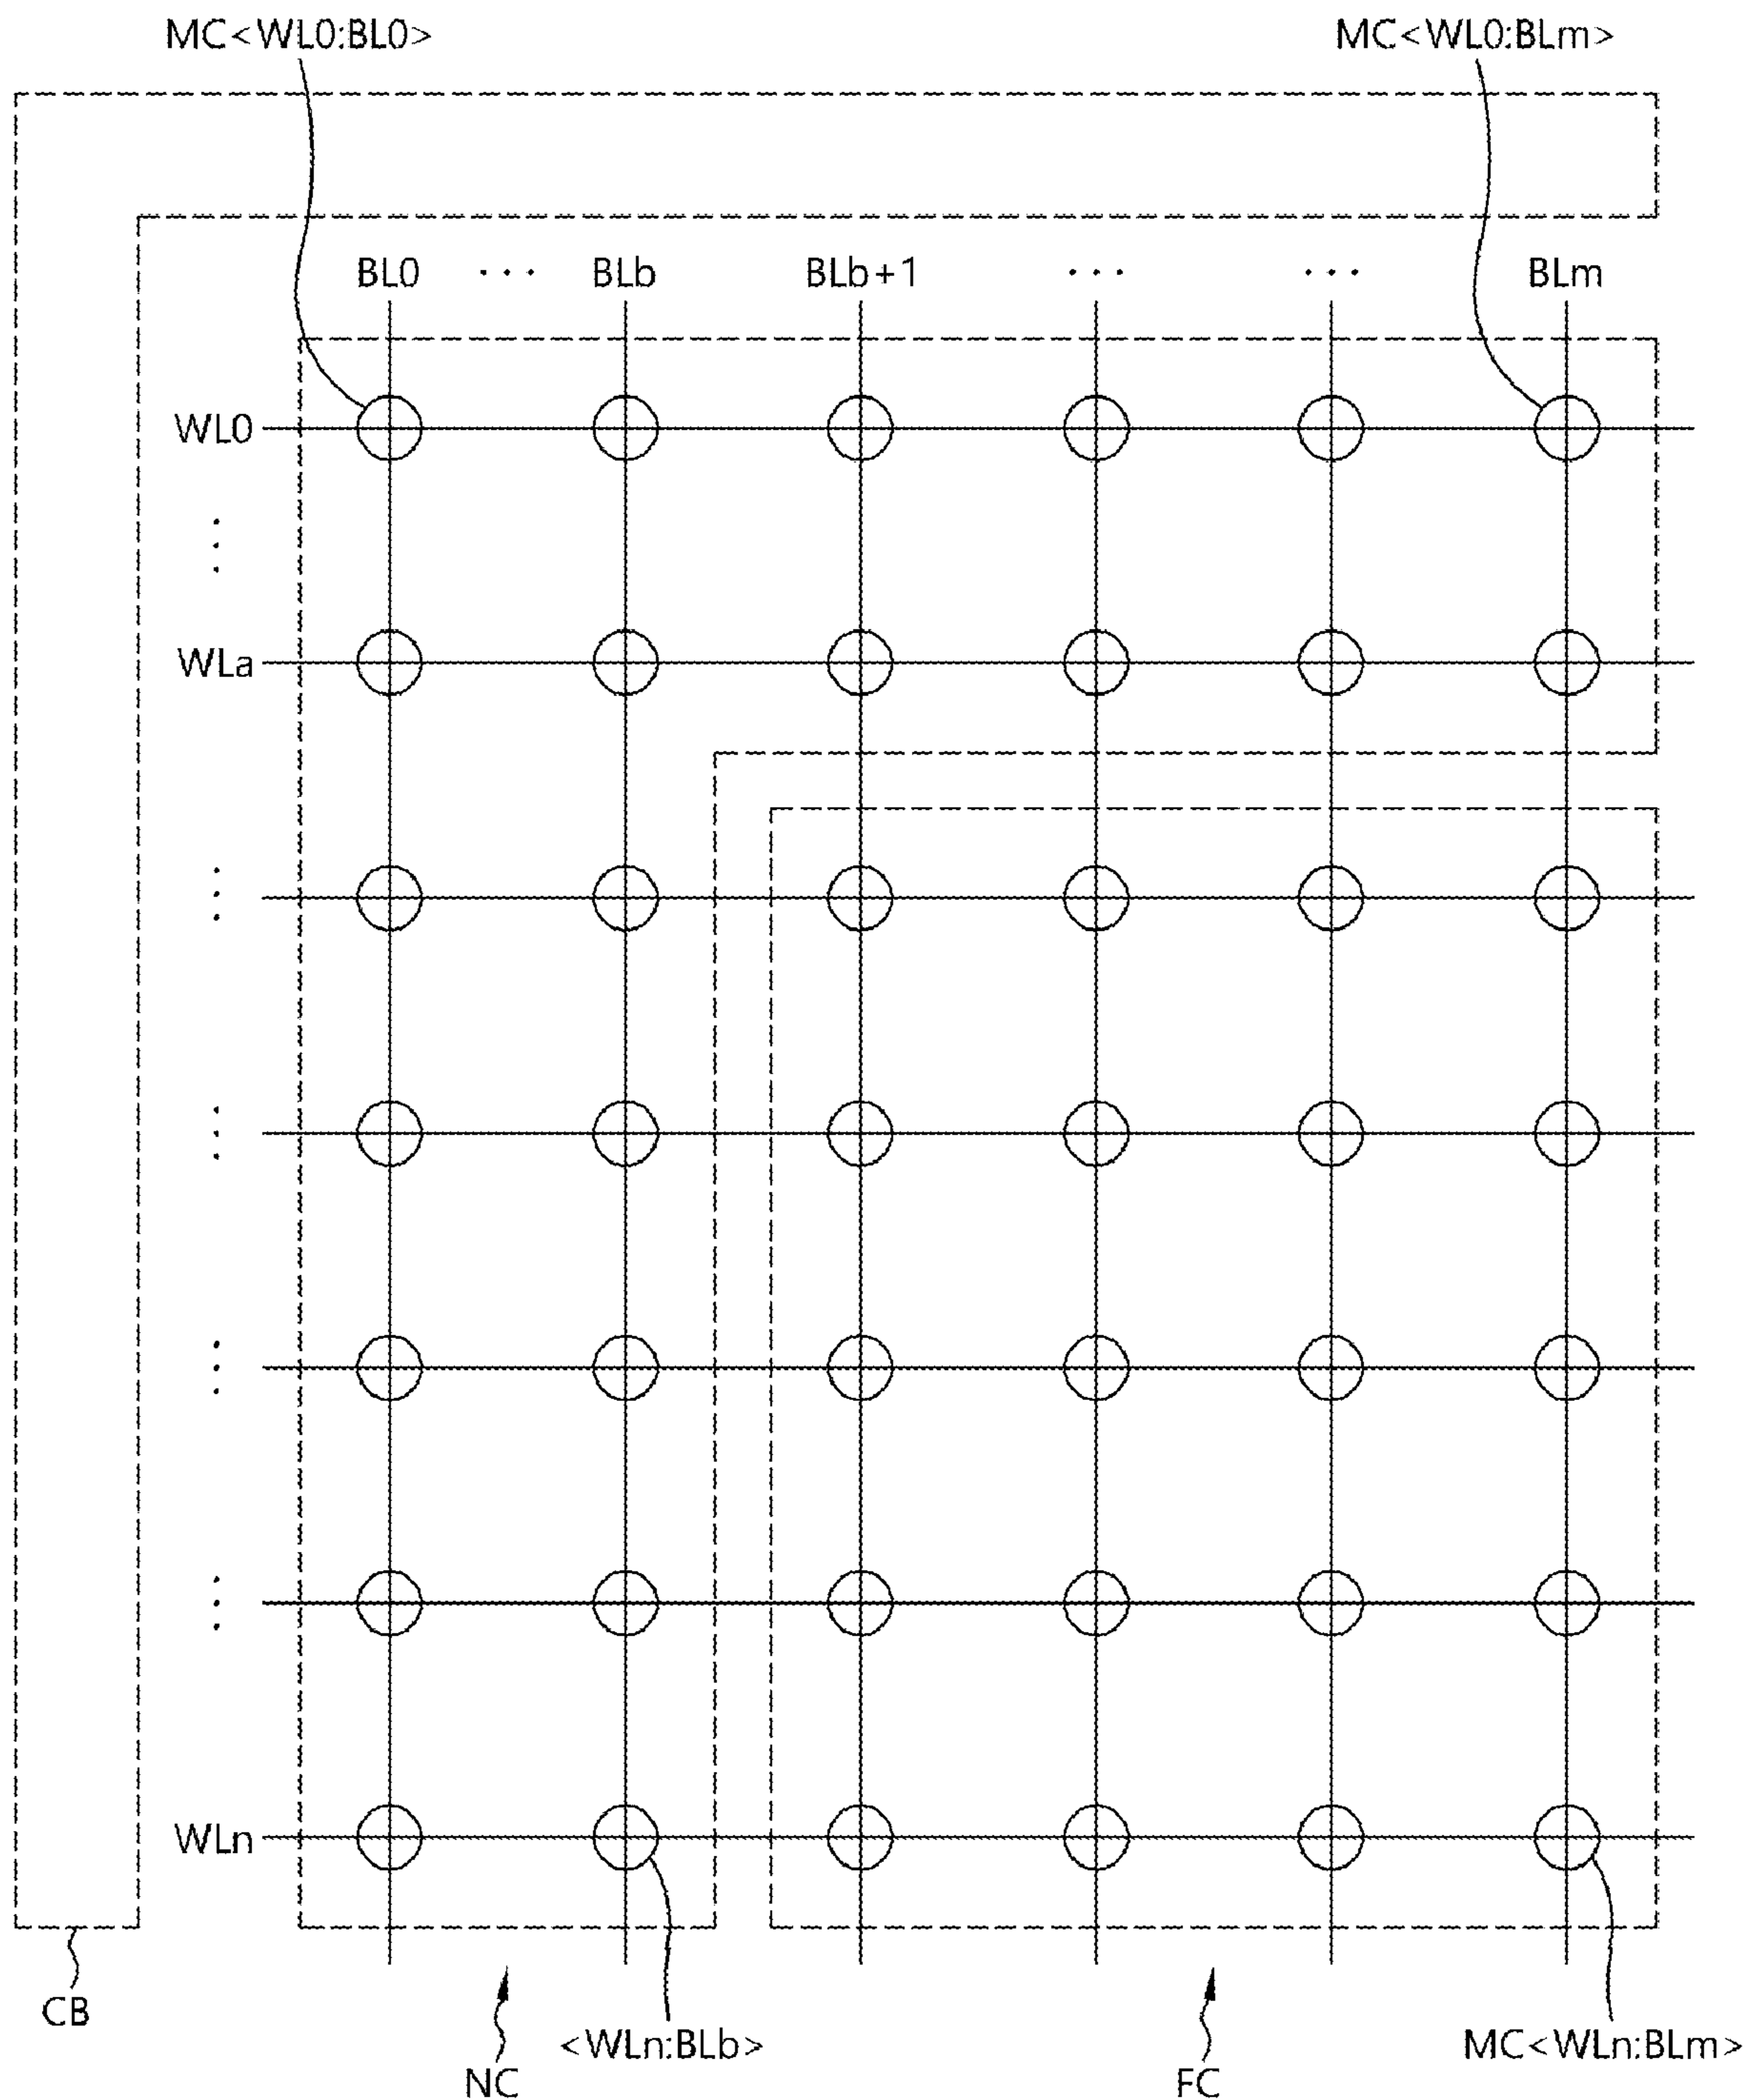 MC<WL0:BL0> MC<WL0:BLm>
BL0 ··· BLb BLb+1 ··· ··· BLm
WL0
⋮
WLa
⋮
⋮
⋮
⋮
WLn
CB
<WLn:BLb> MC<WLn:BLm>
NC FC